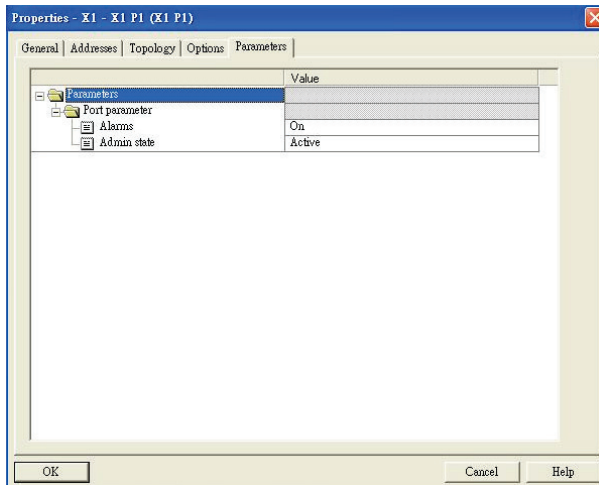 Properties - X1 - X1 P1 (X1 P1)
General Addresses Topology Options Parameters
Value
Parameters
Port parameter
Alarms On
Admin state Active
OK Cancel Help